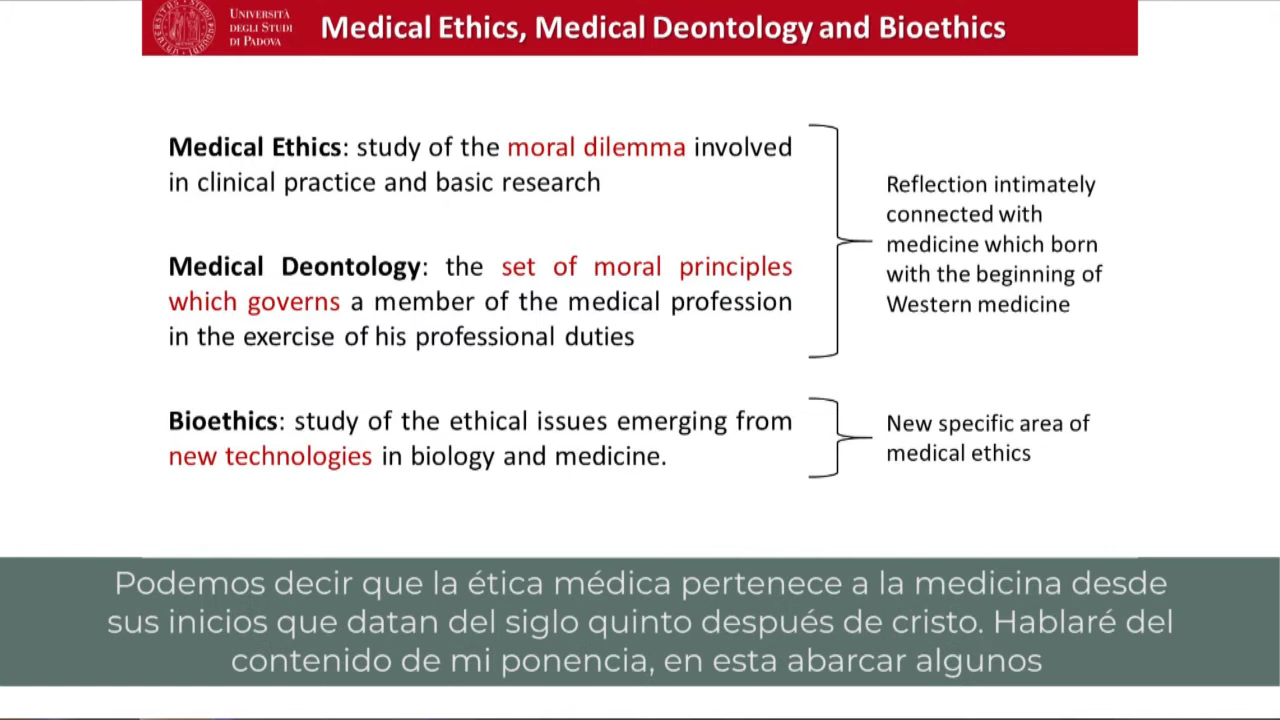 UNIVERSITÀ
DEGLI STUDI
DI PADOVA
Medical Ethics, Medical Deontology and Bioethics
Medical Ethics: study of the moral dilemma involved
in clinical practice and basic research
Medical Deontology: the set of moral principles
which governs a member of the medical profession
in the exercise of his professional duties
Reflection intimately
connected with
medicine which born
with the beginning of
Western medicine
Bioethics: study of the ethical issues emerging from
new technologies in biology and medicine.
New specific area of
medical ethics
Podemos decir que la ética médica pertenece a la medicina desde
sus inicios que datan del siglo quinto después de cristo. Hablaré del
contenido de mi ponencia, en esta abarcar algunos